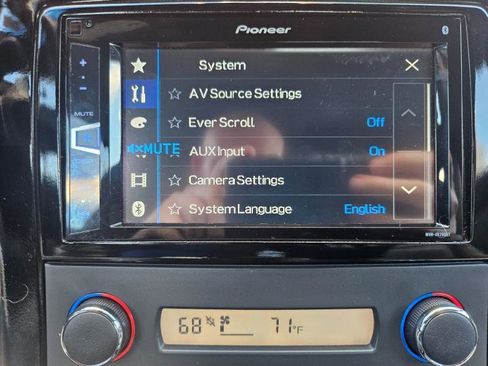 Pioneer
System
AV Source Settings
MUTE
Ever Scroll Off
MUTE
AUX Input On
Camera Settings
System Language English
68 71°F